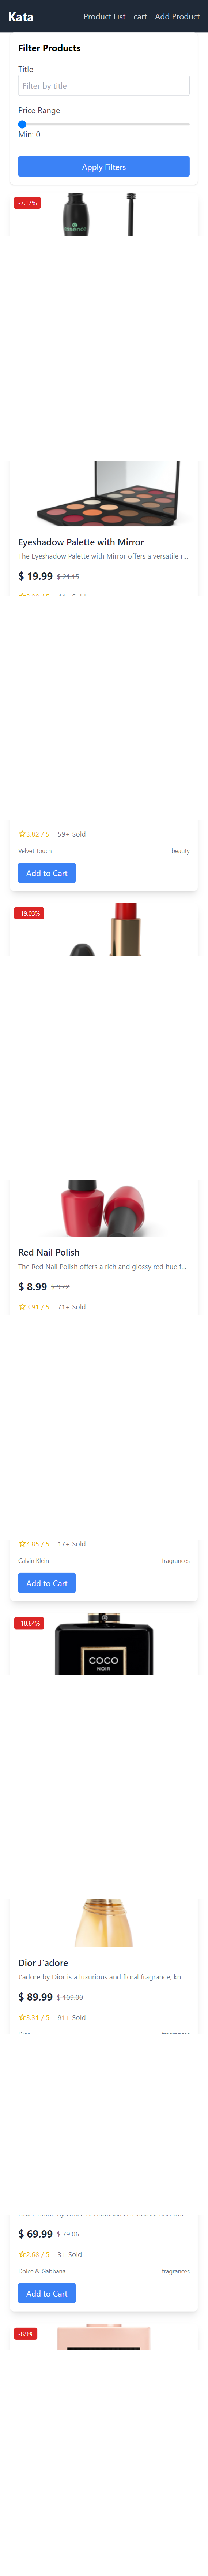 Kata
Product List cart Add Product
Filter Products
Title
Filter by title
Price Range
Min: 0
Apply Filters
-7.17%
essence
Eyeshadow Palette with Mirror
The Eyeshadow Palette with Mirror offers a versatile r...
$ 19.99 $ 21.15
3.82 / 5 59+ Sold
Velvet Touch beauty
Add to Cart
-19.03%
Red Nail Polish
The Red Nail Polish offers a rich and glossy red hue f...
$ 8.99 $ 9.22
3.91 / 5 71+ Sold
4.85 / 5 17+ Sold
Calvin Klein fragrances
Add to Cart
-18.64%
COCO
NOIR
Dior J'adore
J'adore by Dior is a luxurious and floral fragrance, kn...
$ 89.99 $ 109.00
3.31 / 5 91+ Sold
Dior fragrances
$ 69.99 $ 79.06
2.68 / 5 3+ Sold
Dolce & Gabbana fragrances
Add to Cart
-8.9%